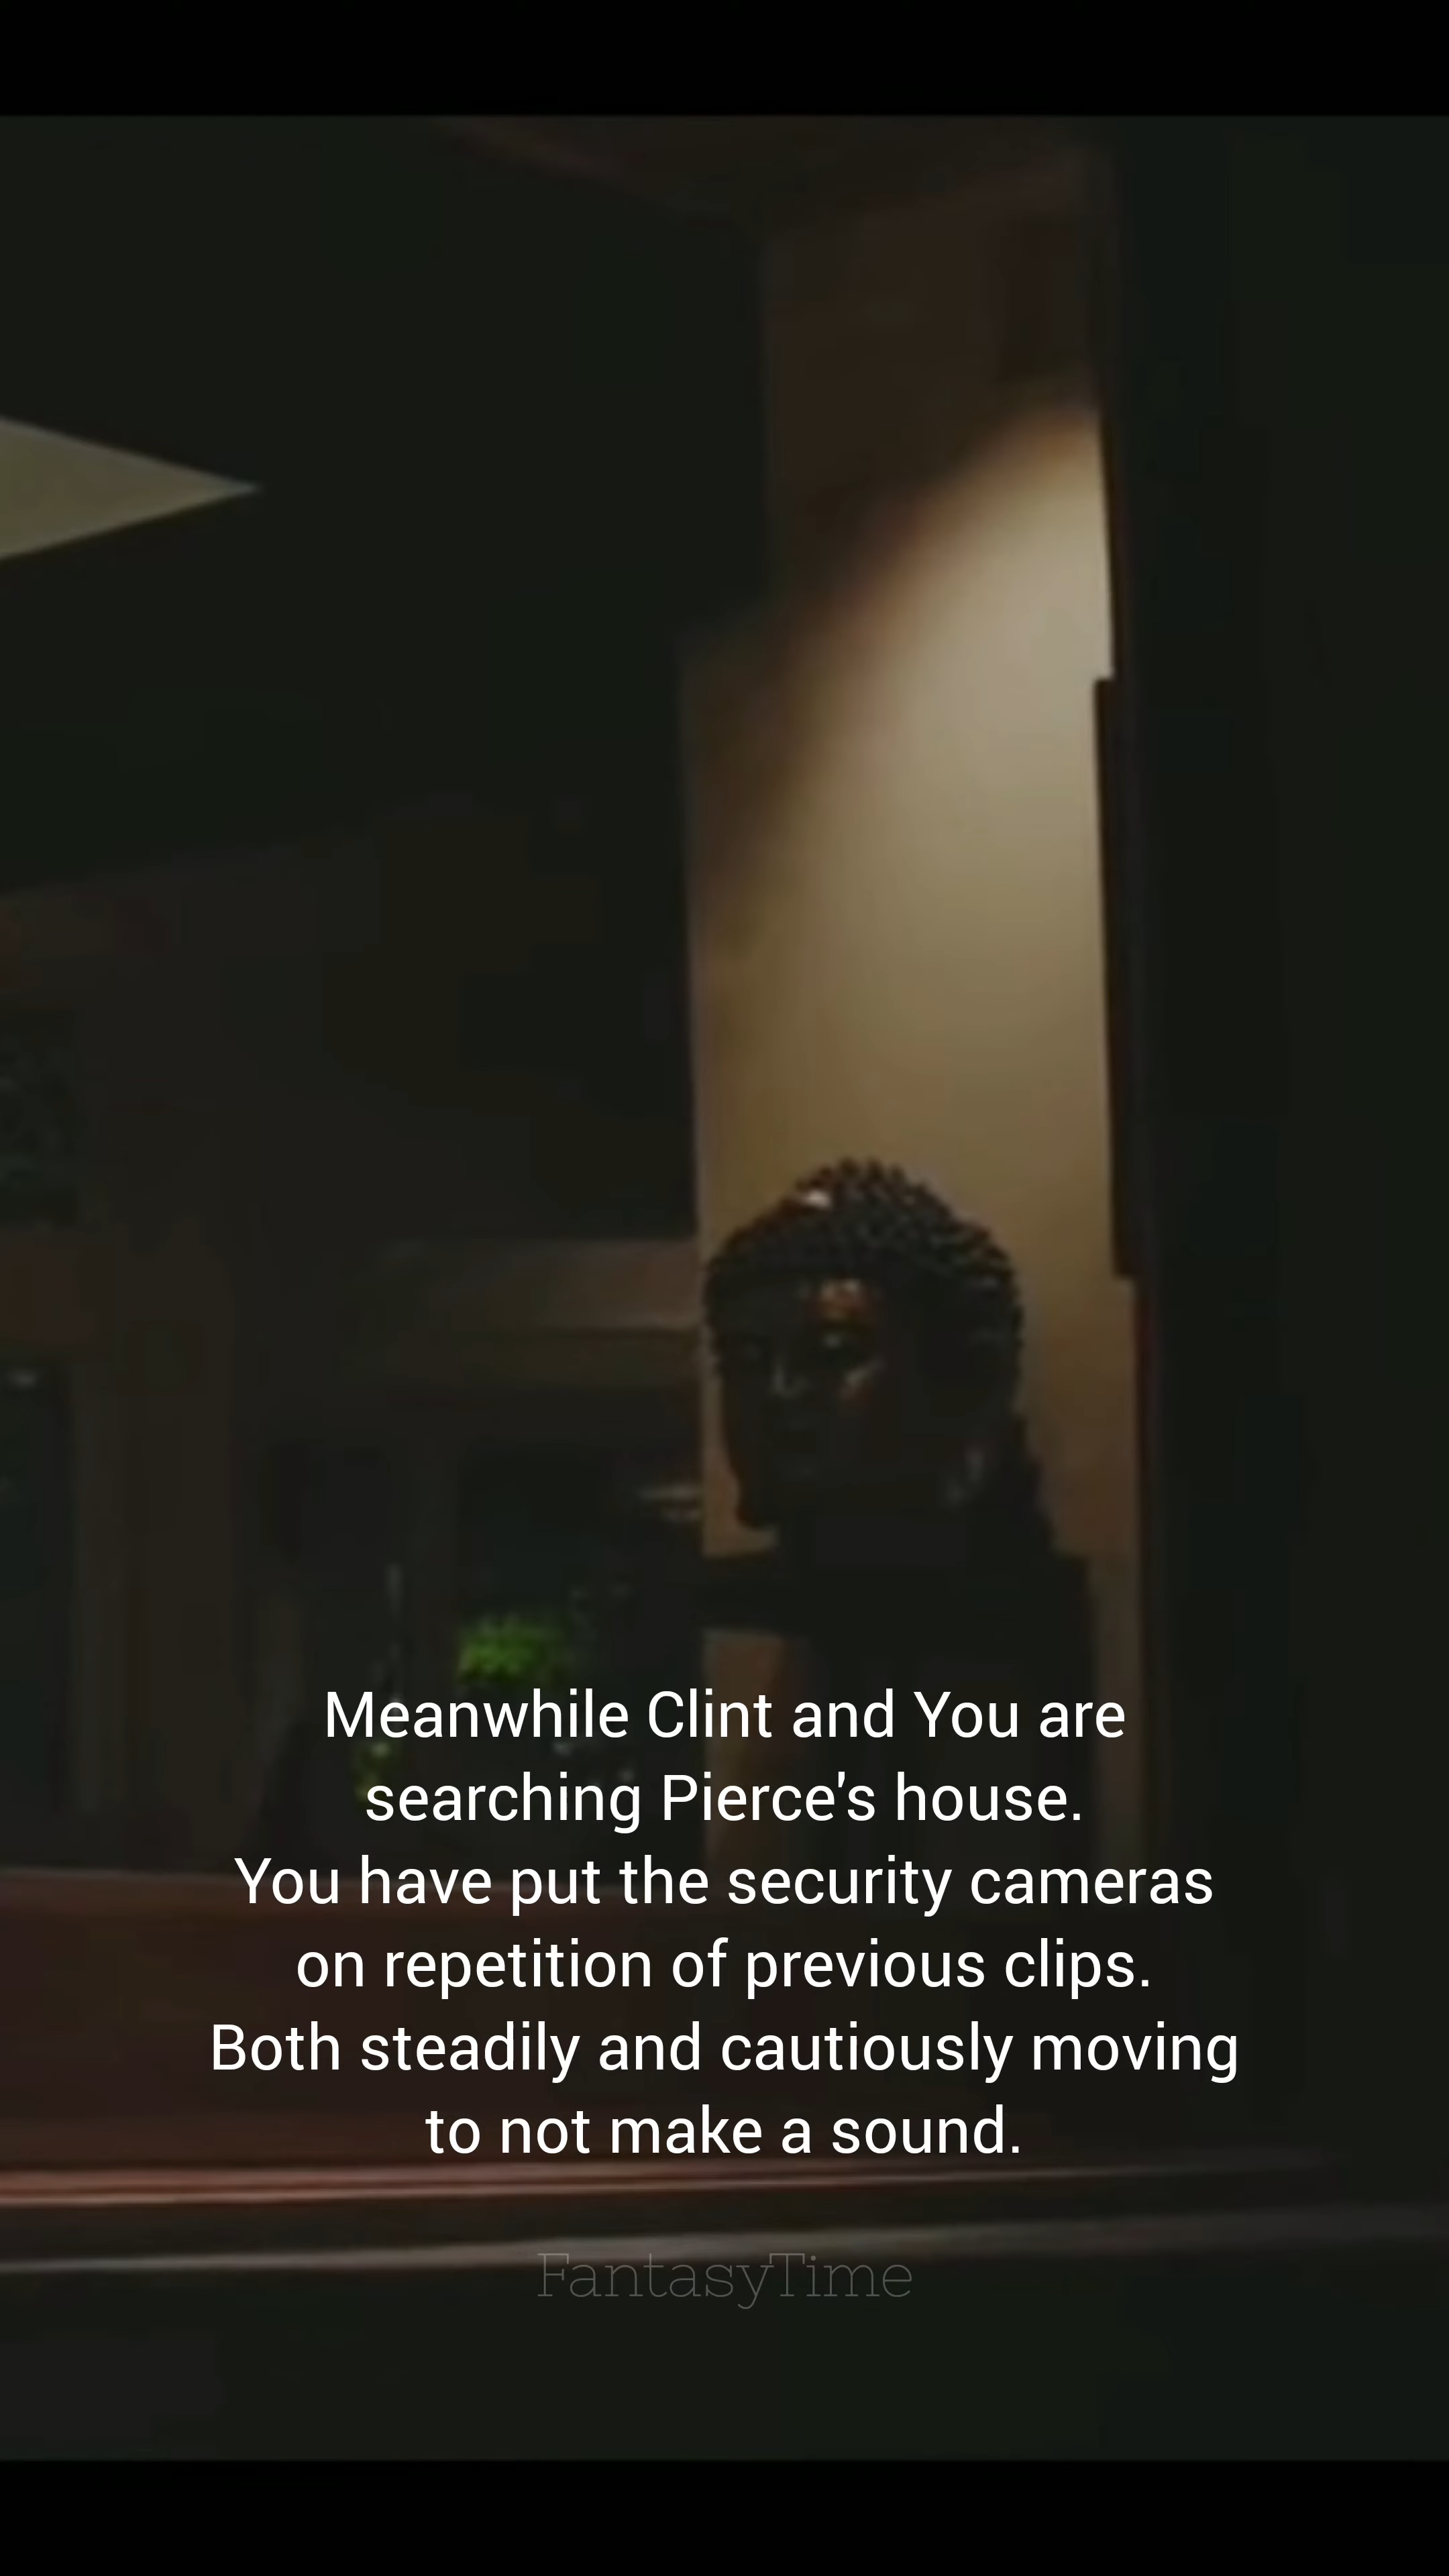 Meanwhile Clint and You are
searching Pierce's house.
You have put the security cameras
on repetition of previous clips.
Both steadily and cautiously moving
to not make a sound.
FantasyTime